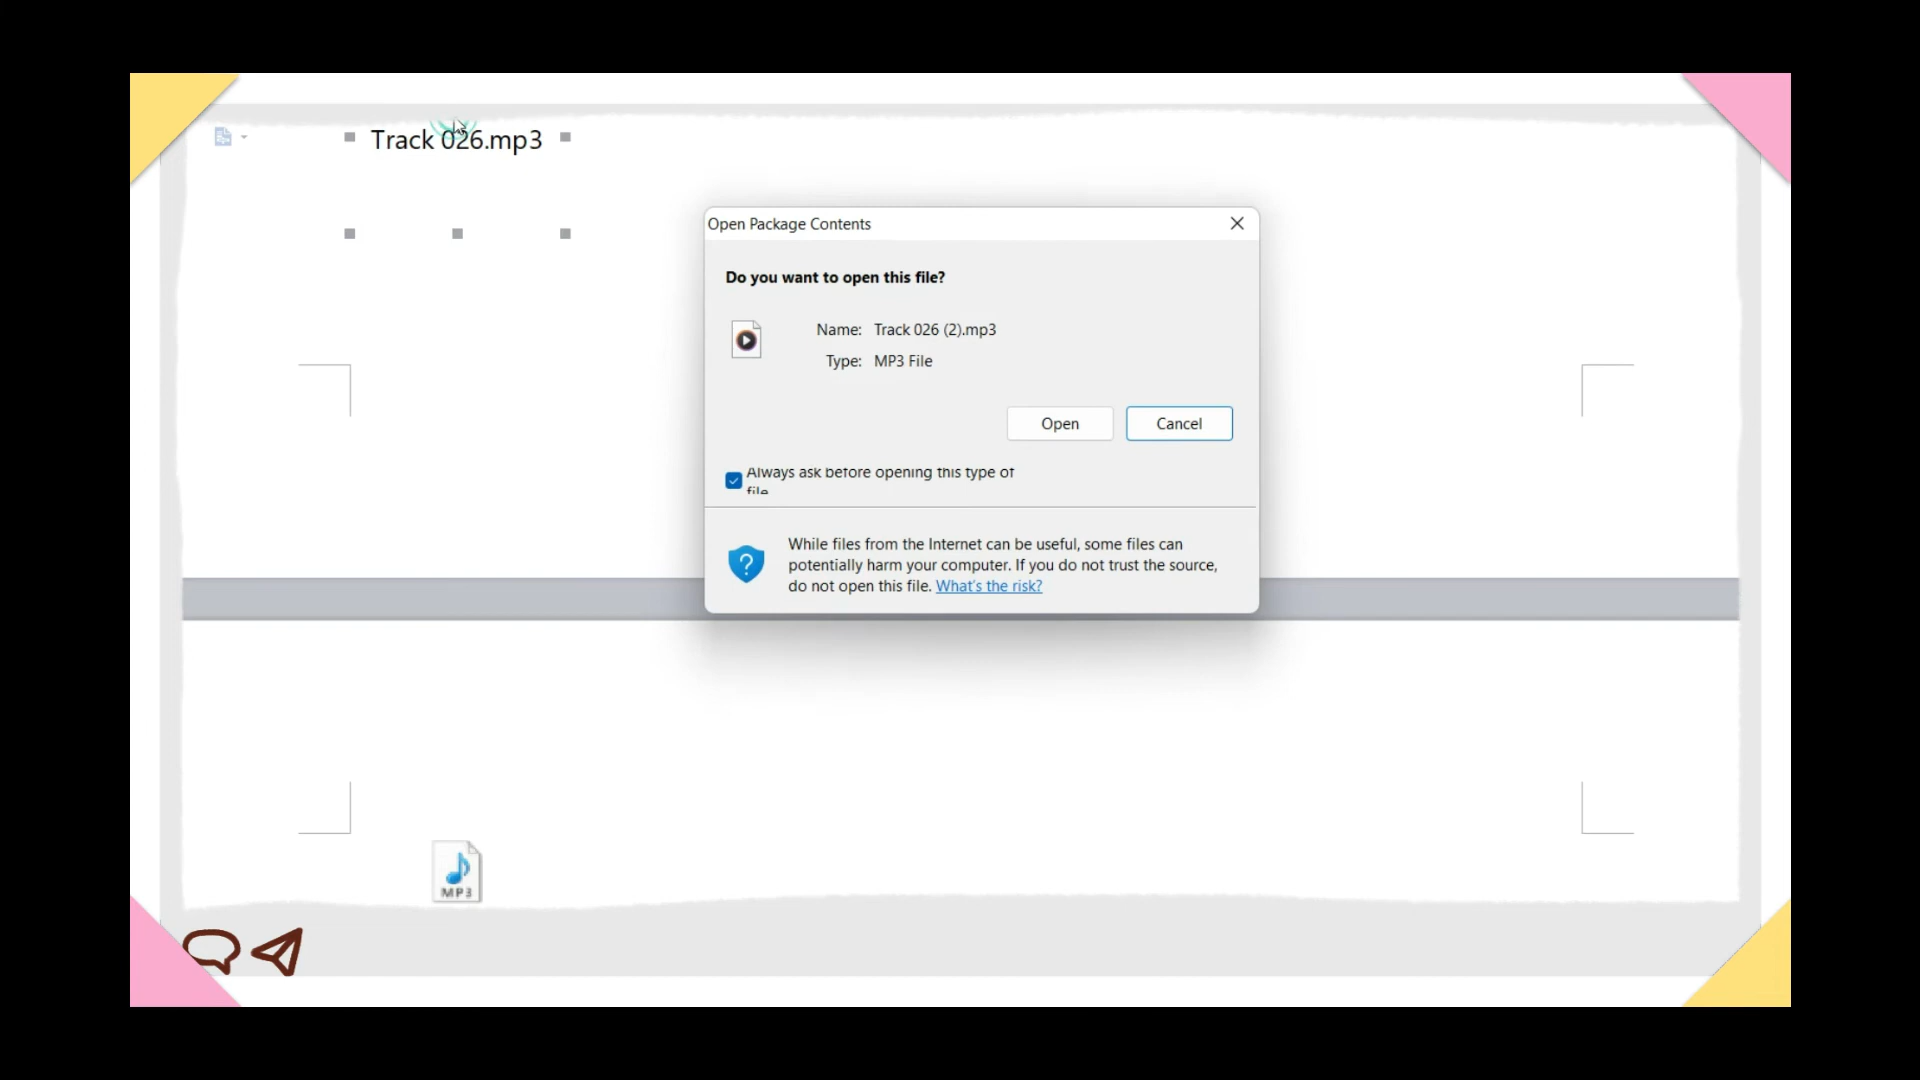 Track 026.mp3
Open Package Contents
Do you want to open this file?
Name: Track 026 (2).mp3
Type: MP3 File
Open
Cancel
Always ask before opening this type of
file
While files from the Internet can be useful, some files can
potentially harm your computer. If you do not trust the source,
do not open this file. What's the risk?
MP3